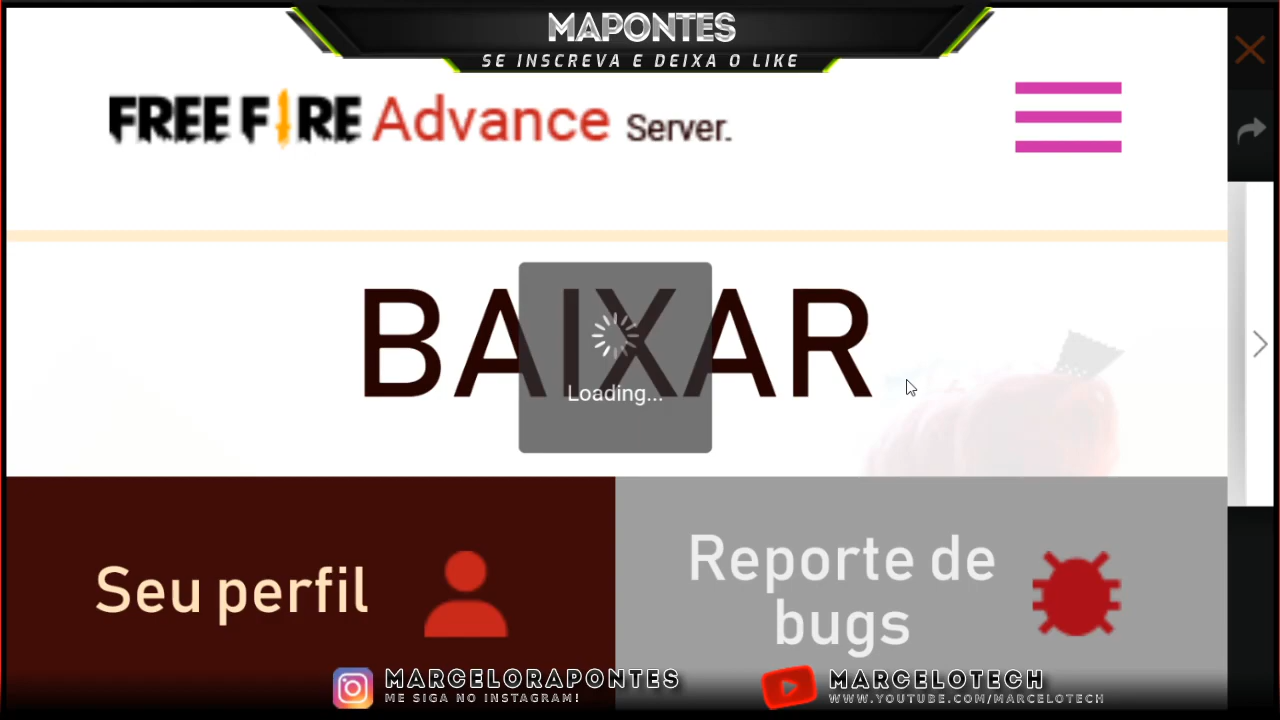 MAPONTES
SE INSCREVA E DEIXA O LIKE
FREE FIRE Advance Server.
BAIXAR
Loading...
Seu perfil
Reporte de
bugs
MARCELORAPONTES
ME SIGA NO INSTAGRAM!
MARCELOTECH
WWW.YOUTUBE.COM/MARCELOTECH